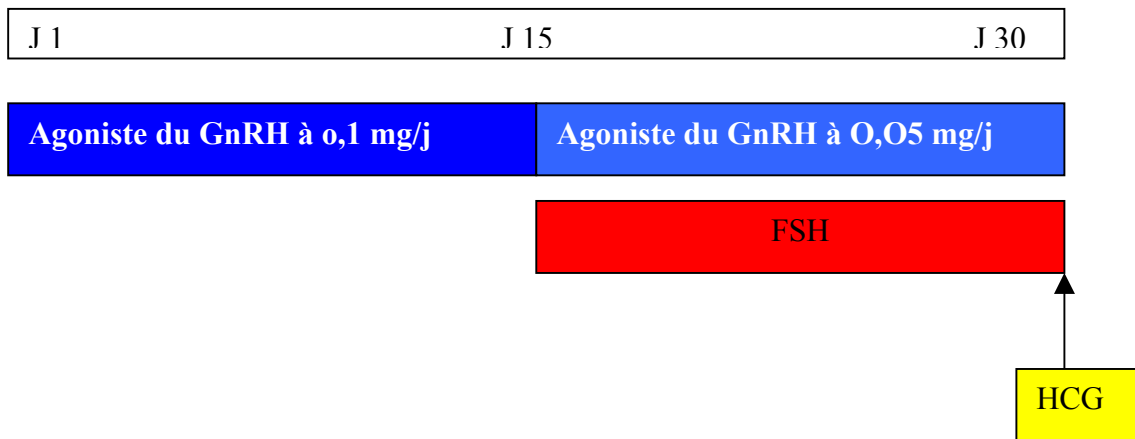 J 1 J 15 J 30
Agoniste du GnRH à o,1 mg/j Agoniste du GnRH à O,O5 mg/j
FSH
HCG